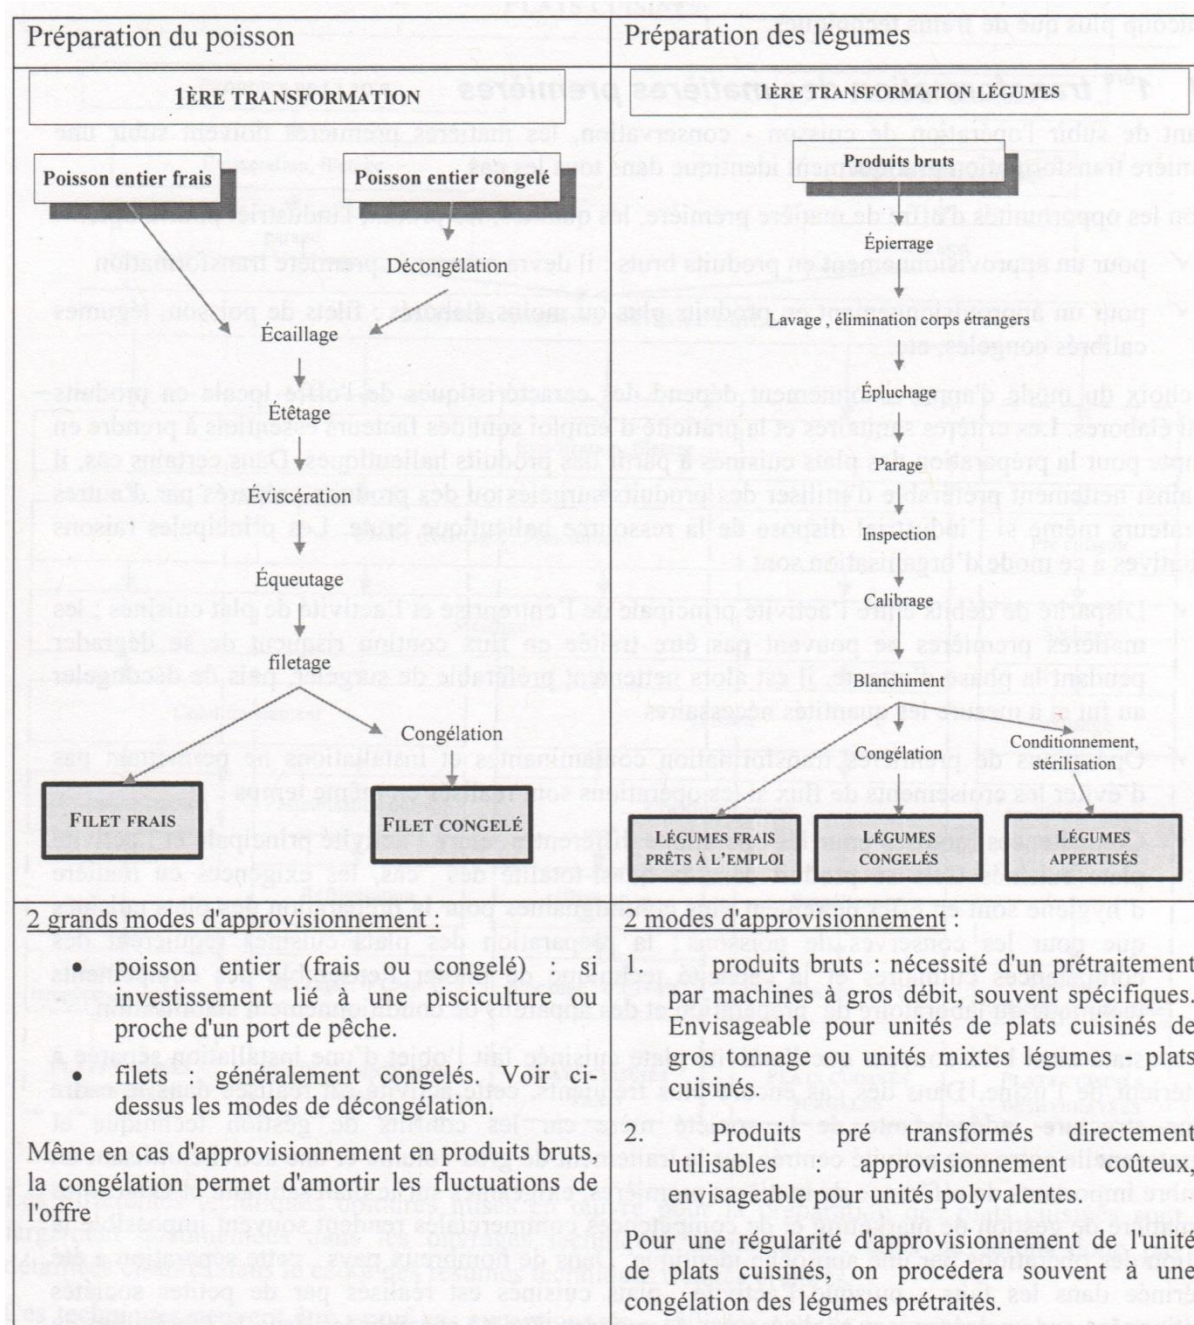 Préparation du poisson
1ÈRE TRANSFORMATION
Poisson entier frais
Poisson entier congelé
Décongélation
Écaillage
Étêtage
Éviscération
Équeutage
filetage
Congélation
FILET FRAIS
FILET CONGELÉ
2 grands modes d'approvisionnement :
• poisson entier (frais ou congelé) : si
investissement lié à une pisciculture ou
proche d'un port de pêche.
• filets : généralement congelés. Voir ci-
dessus les modes de décongélation.
Même en cas d'approvisionnement en produits bruts,
la congélation permet d'amortir les fluctuations de
l'offre
Préparation des légumes
1ÈRE TRANSFORMATION LÉGUMES
Produits bruts
Épierrage
Lavage , élimination corps étrangers
Épluchage
Parage
Inspection
Calibrage
Blanchiment
Congélation
Conditionnement,
stérilisation
LÉGUMES FRAIS
PRÊTS À L'EMPLOI
LÉGUMES
CONGELÉS
LÉGUMES
APPERTISÉS
2 modes d'approvisionnement :
1. produits bruts : nécessité d'un prétraitement
par machines à gros débit, souvent spécifiques.
Envisageable pour unités de plats cuisinés de
gros tonnage ou unités mixtes légumes - plats
cuisinés.
2. Produits pré transformés directement
utilisables : approvisionnement coûteux,
envisageable pour unités polyvalentes.
Pour une régularité d'approvisionnement de l'unité
de plats cuisinés, on procédera souvent à une
congélation des légumes prétraités.